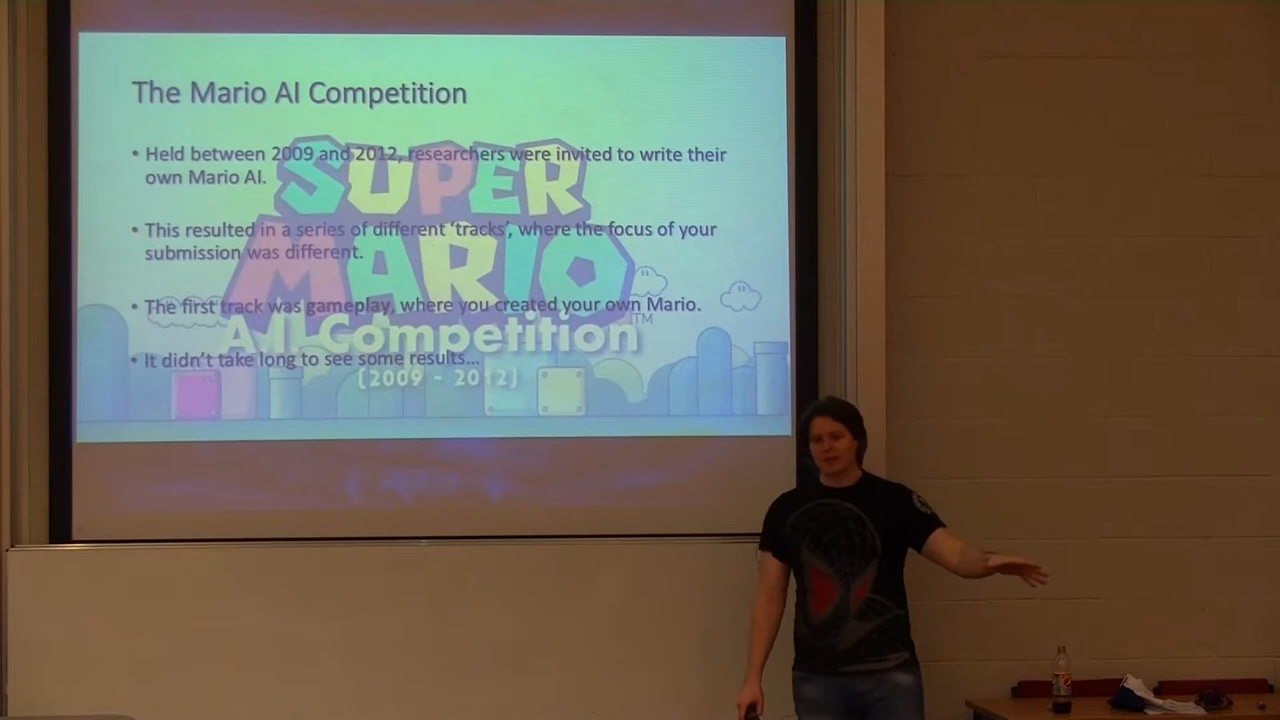 The Mario AI Competition
• Held between 2009 and 2012, researchers were invited to write their
own Mario AI.
• This resulted in a series of different ‘tracks’, where the focus of your
submission was different.
• The first track was gameplay, where you created your own Mario.
• It didn’t take long to see some results...
SUPER
MARIO
TM
A.I. Competition
(2009 - 2012)